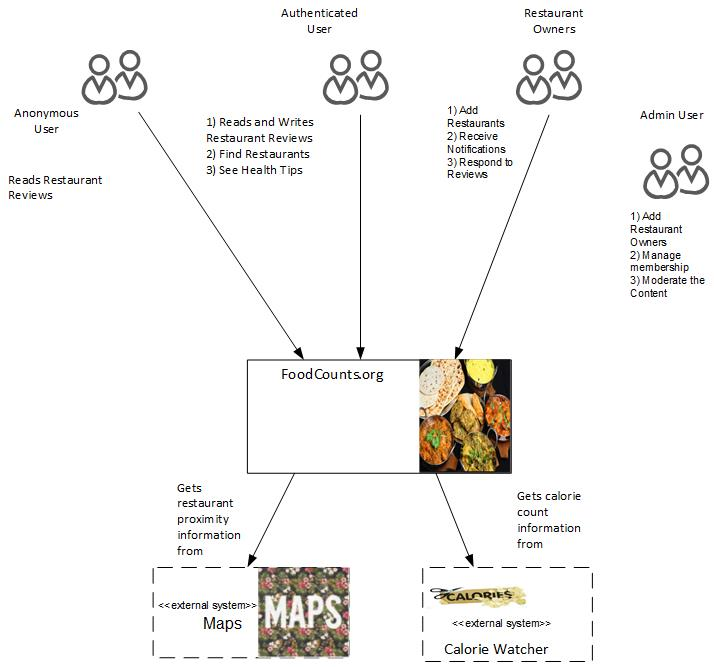 Authenticated
User
Restaurant
Owners
Anonymous
User
Reads Restaurant
Reviews
1) Reads and Writes
Restaurant Reviews
2) Find Restaurants
3) See Health Tips
1) Add
Restaurants
2) Receive
Notifications
3) Respond to
Reviews
Admin User
1) Add
Restaurant
Owners
2) Manage
membership
3) Moderate the
Content
FoodCounts.org
Gets
restaurant
proximity
information
from
Gets calorie
count
information
from
<<external system>>
Maps
MAPS
CALORIES
<<external system>>
Calorie Watcher